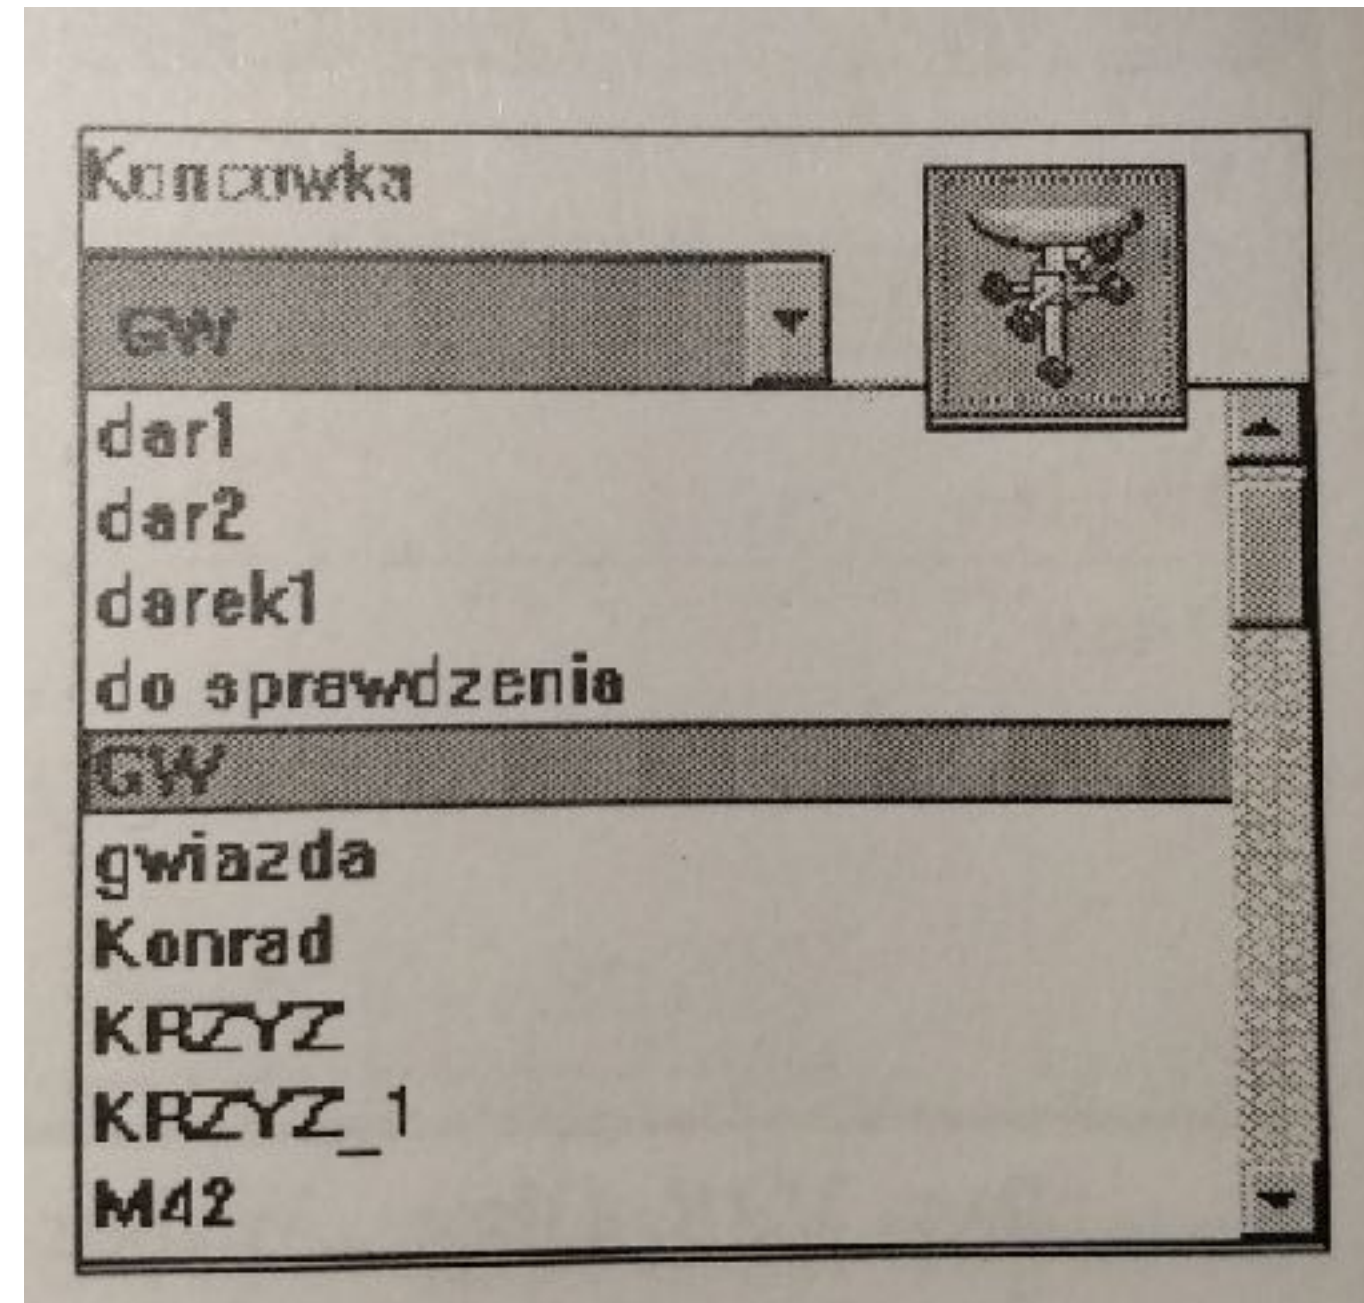 Koncowka
GW
dar1
dar2
darek1
do sprawdzenia
GW
gwiazda
Konrad
KRZYZ
KRZYZ_1
M42